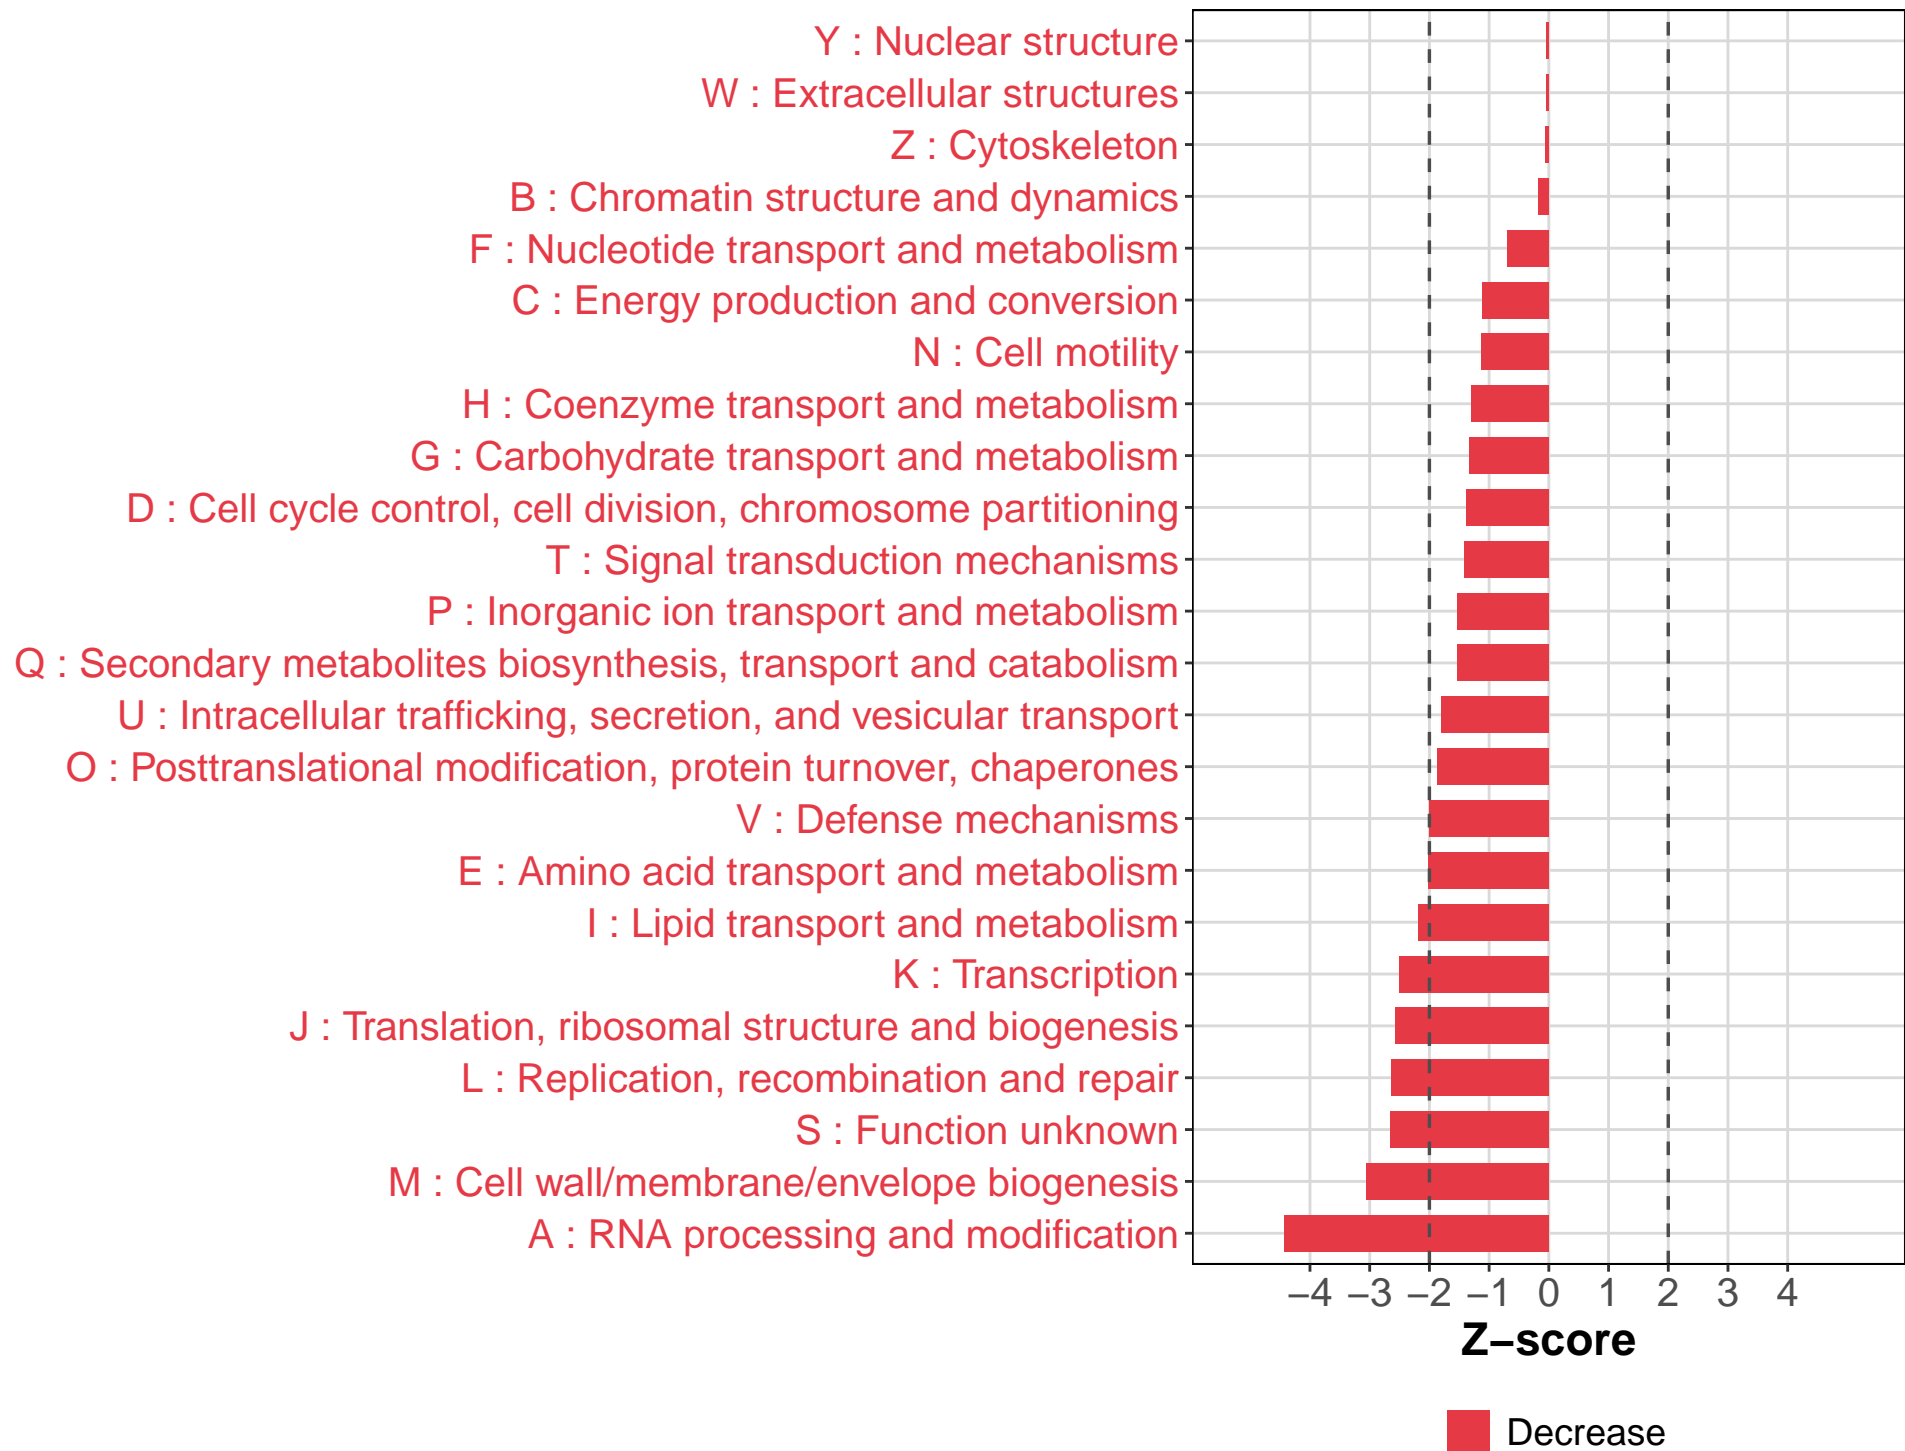 Y : Nuclear structure
W : Extracellular structures
Z : Cytoskeleton
B : Chromatin structure and dynamics
F : Nucleotide transport and metabolism
C : Energy production and conversion
N : Cell motility
H : Coenzyme transport and metabolism
G : Carbohydrate transport and metabolism
D : Cell cycle control, cell division, chromosome partitioning
T : Signal transduction mechanisms
P : Inorganic ion transport and metabolism
Q : Secondary metabolites biosynthesis, transport and catabolism
U : Intracellular trafficking, secretion, and vesicular transport
O : Posttranslational modification, protein turnover, chaperones
V : Defense mechanisms
E : Amino acid transport and metabolism
I : Lipid transport and metabolism
K : Transcription
J : Translation, ribosomal structure and biogenesis
L : Replication, recombination and repair
S : Function unknown
M : Cell wall/membrane/envelope biogenesis
A : RNA processing and modification
−4 −3 −2 −1 0 1 2 3 4
Z−score
Decrease